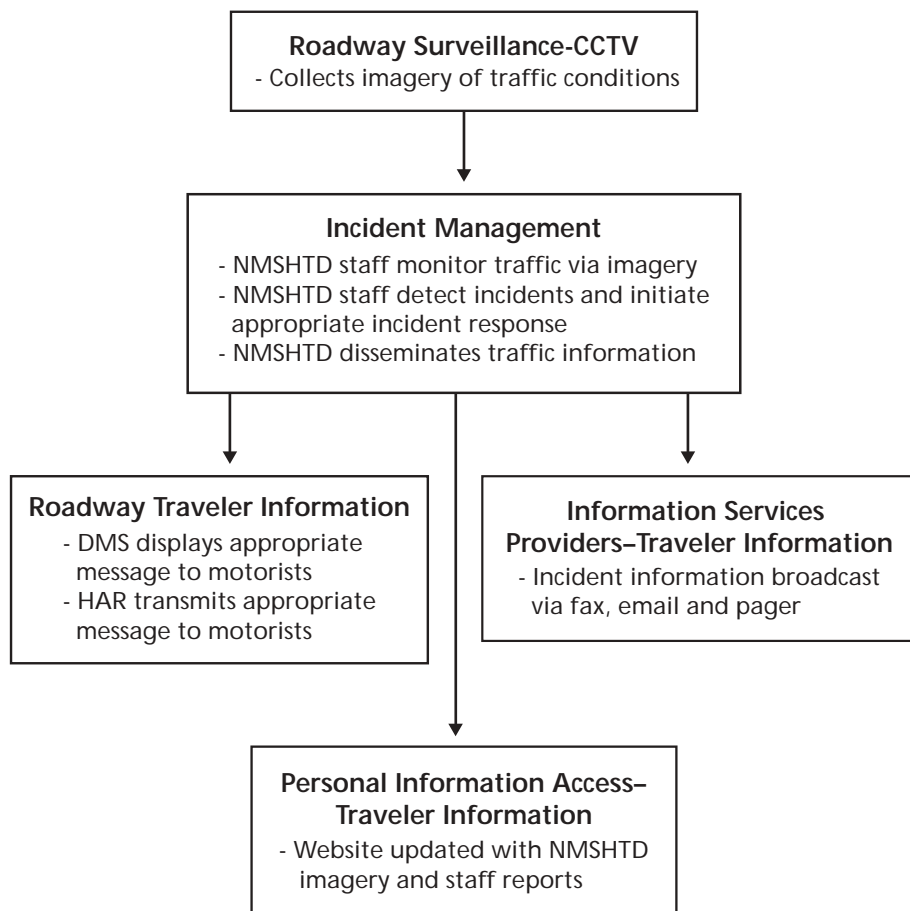 Roadway Surveillance-CCTV
- Collects imagery of traffic conditions
Incident Management
- NMSHTD staff monitor traffic via imagery
- NMSHTD staff detect incidents and initiate
appropriate incident response
- NMSHTD disseminates traffic information
Roadway Traveler Information
- DMS displays appropriate
message to motorists
- HAR transmits appropriate
message to motorists
Information Services
Providers–Traveler Information
- Incident information broadcast
via fax, email and pager
Personal Information Access–
Traveler Information
- Website updated with NMSHTD
imagery and staff reports